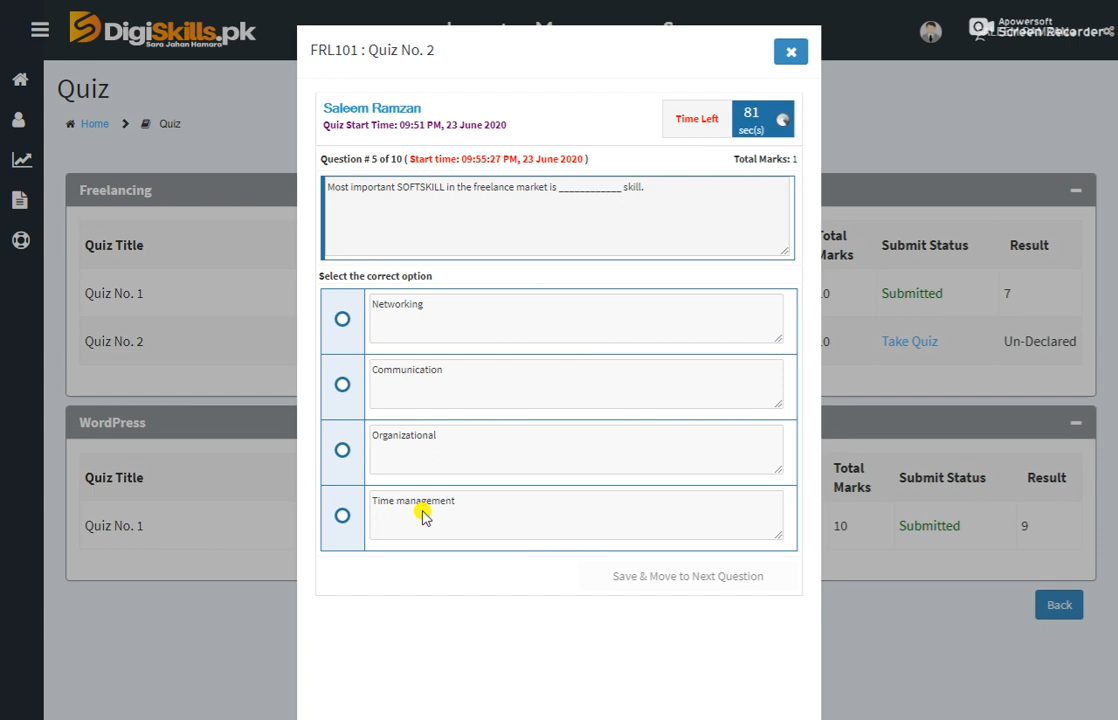 DigiSkills.pk
Sara Jahan Hamara
Apowersoft
Screen Recorder
Quiz
Home
Quiz
FRL101 : Quiz No. 2
Saleem Ramzan
Quiz Start Time: 09:51 PM, 23 June 2020
Time Left
81
sec(s)
Question # 5 of 10 ( Start time: 09:55:27 PM, 23 June 2020 )
Total Marks: 1
Most important SOFTSKILL in the freelance market is ____________ skill.
Select the correct option
Networking
Communication
Organizational
Time management
Save & Move to Next Question
Freelancing
Quiz Title
Total Marks
Submit Status
Result
Quiz No. 1
0
Submitted
7
Quiz No. 2
0
Take Quiz
Un-Declared
WordPress
Quiz Title
Total
Marks
Submit Status
Result
Quiz No. 1
10
Submitted
9
Back